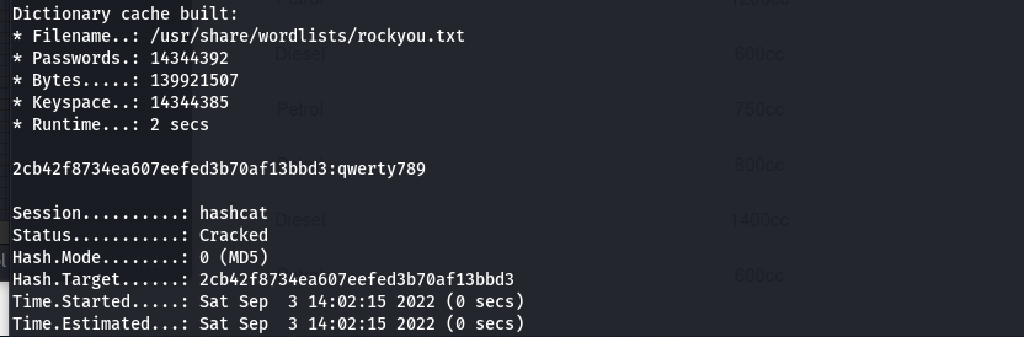 Dictionary cache built:
* Filename..: /usr/share/wordlists/rockyou.txt
* Passwords.: 14344392
* Bytes.....: 139921507
* Keyspace..: 14344385
* Runtime...: 2 secs
2cb42f8734ea607eefed3b70af13bbd3:qwerty789
Session..........: hashcat
Status...........: Cracked
Hash.Mode........: 0 (MD5)
Hash.Target......: 2cb42f8734ea607eefed3b70af13bbd3
Time.Started.....: Sat Sep  3 14:02:15 2022 (0 secs)
Time.Estimated...: Sat Sep  3 14:02:15 2022 (0 secs)
Petrol 1200cc
Diesel 600cc
Petrol 750cc
800cc
Diesel 1400cc
600cc